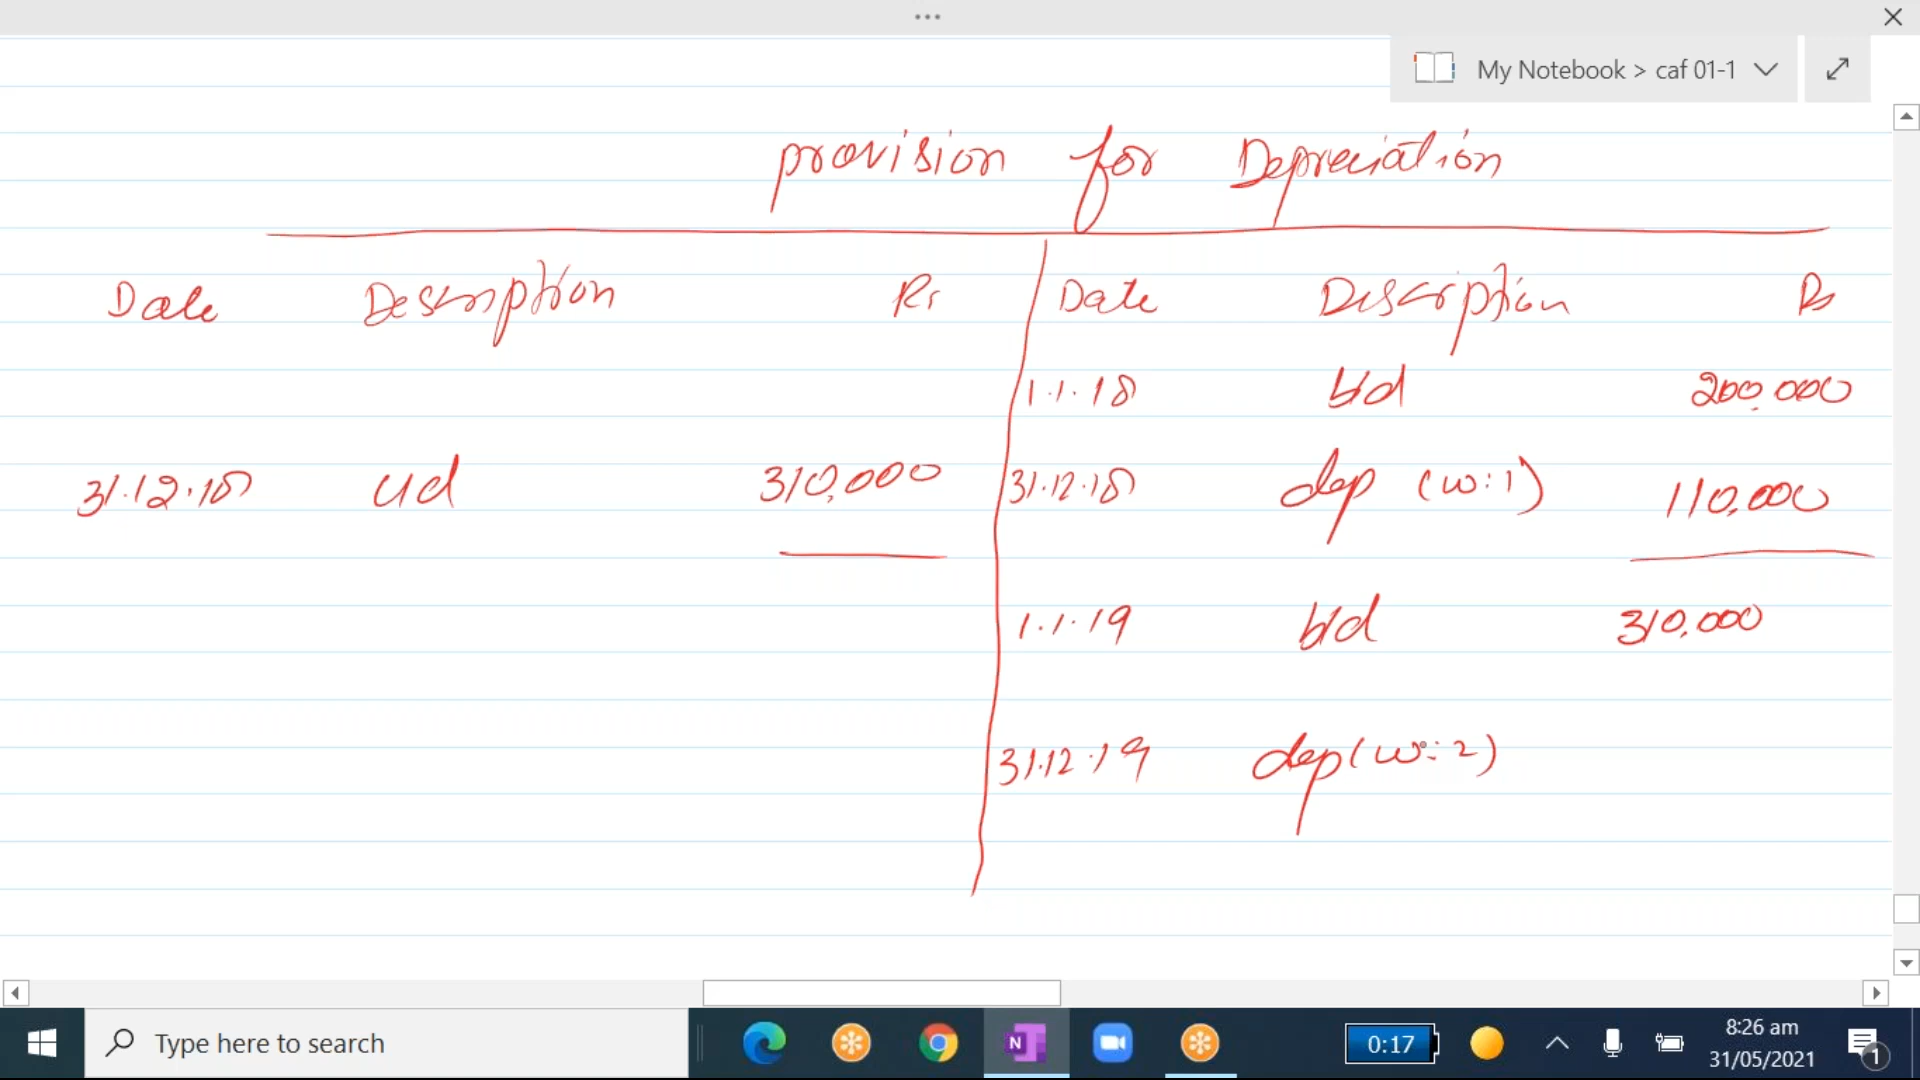 My Notebook > caf 01-1
provision for Depreciation
Date Description Rs Date Description Rs
1.1.18 b/d 200,000
31.12.18 c/d 310,000 31.12.18 dep (w:1) 110,000
1.1.19 b/d 310,000
31.12.19 dep (w:2)
Type here to search
0:17
8:26 am
31/05/2021
1